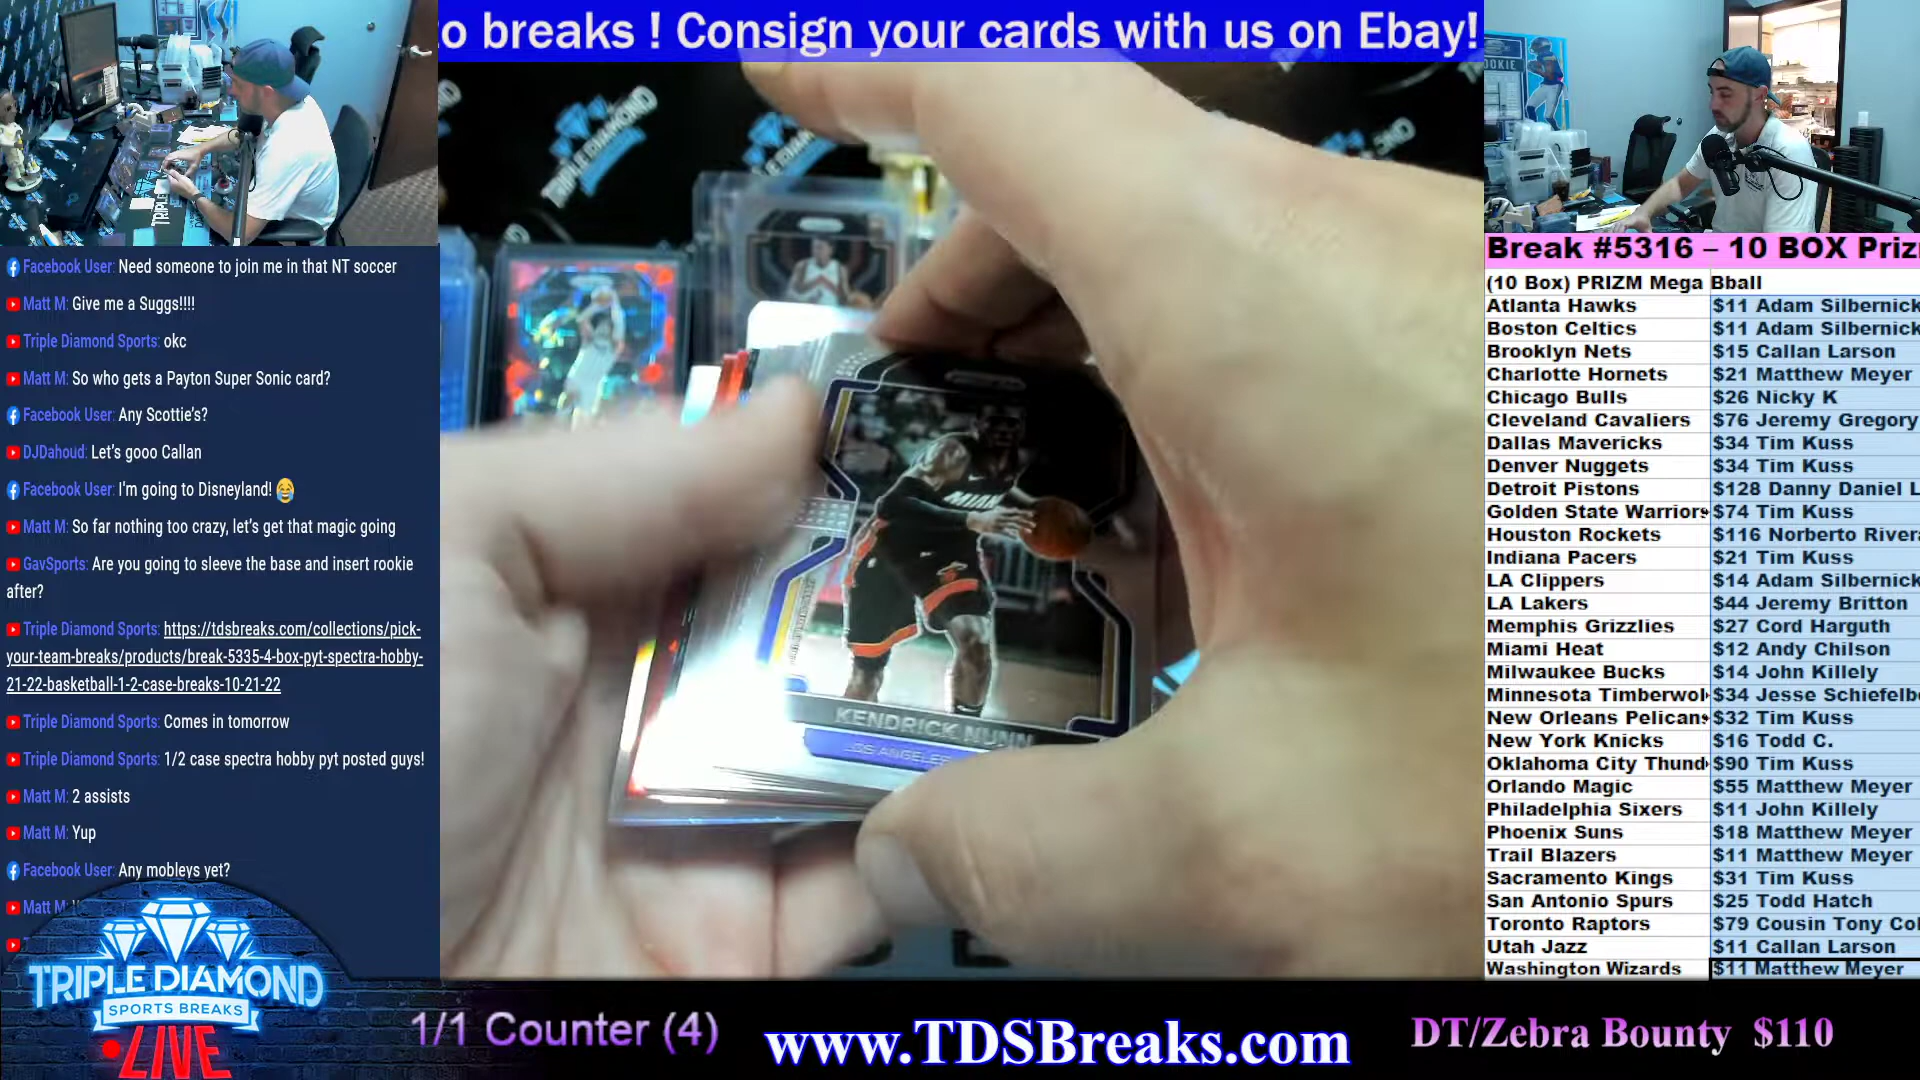 to breaks ! Consign your cards with us on Ebay!
TRIPLE DIAMOND
Facebook User: Need someone to join me in that NT soccer
Matt M: Give me a Suggs!!!!
Triple Diamond Sports: okc
Matt M: So who gets a Payton Super Sonic card?
Facebook User: Any Scottie's?
DJDahoud: Let's gooo Callan
Facebook User: I'm going to Disneyland! 😂
Matt M: So far nothing too crazy, let's get that magic going
GavSports: Are you going to sleeve the base and insert rookie
after?
Triple Diamond Sports: https://tdsbreaks.com/collections/pick-
your-team-breaks/products/break-5335-4-box-pyt-spectra-hobby-
21-22-basketball-1-2-case-breaks-10-21-22
Triple Diamond Sports: Comes in tomorrow
Triple Diamond Sports: 1/2 case spectra hobby pyt posted guys!
Matt M: 2 assists
Matt M: Yup
Facebook User: Any mobleys yet?
Matt M:
TRIPLE DIAMOND
SPORTS BREAKS
LIVE
MIAMI
KENDRICK NUNN
LOS ANGELES
Break #5316 – 10 BOX Priz
(10 Box) PRIZM Mega Bball
Atlanta Hawks $11 Adam Silbernick
Boston Celtics $11 Adam Silbernick
Brooklyn Nets $15 Callan Larson
Charlotte Hornets $21 Matthew Meyer
Chicago Bulls $26 Nicky K
Cleveland Cavaliers $76 Jeremy Gregory
Dallas Mavericks $34 Tim Kuss
Denver Nuggets $34 Tim Kuss
Detroit Pistons $128 Danny Daniel L
Golden State Warriors $74 Tim Kuss
Houston Rockets $116 Norberto Rivera
Indiana Pacers $21 Tim Kuss
LA Clippers $14 Adam Silbernick
LA Lakers $44 Jeremy Britton
Memphis Grizzlies $27 Cord Harguth
Miami Heat $12 Andy Chilson
Milwaukee Bucks $14 John Killely
Minnesota Timberwol $34 Jesse Schiefelb
New Orleans Pelicans $32 Tim Kuss
New York Knicks $16 Todd C.
Oklahoma City Thund $90 Tim Kuss
Orlando Magic $55 Matthew Meyer
Philadelphia Sixers $11 John Killely
Phoenix Suns $18 Matthew Meyer
Trail Blazers $11 Matthew Meyer
Sacramento Kings $31 Tim Kuss
San Antonio Spurs $25 Todd Hatch
Toronto Raptors $79 Cousin Tony Co
Utah Jazz $11 Callan Larson
Washington Wizards $11 Matthew Meyer
1/1 Counter (4)
www.TDSBreaks.com
DT/Zebra Bounty $110